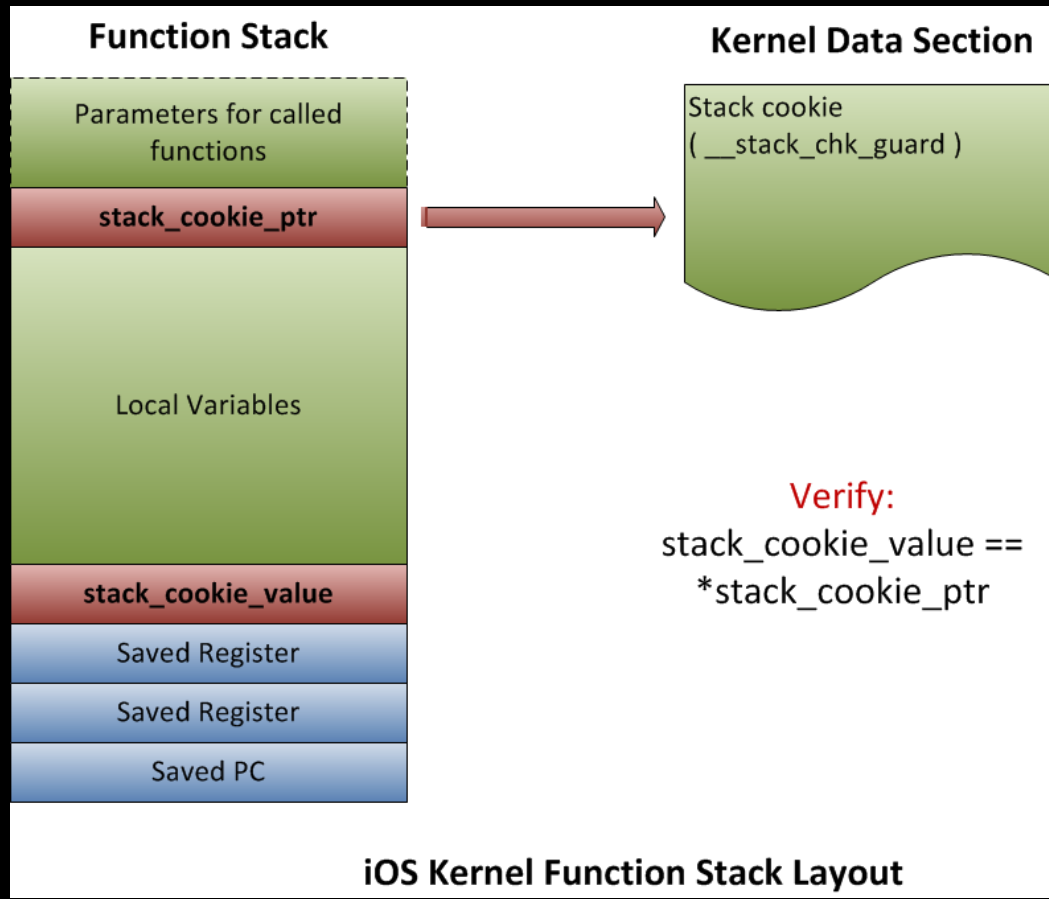 Function Stack
Parameters for called
functions
stack_cookie_ptr
Local Variables
stack_cookie_value
Saved Register
Saved Register
Saved PC
Kernel Data Section
Stack cookie
( __stack_chk_guard )
Verify:
stack_cookie_value ==
*stack_cookie_ptr
iOS Kernel Function Stack Layout